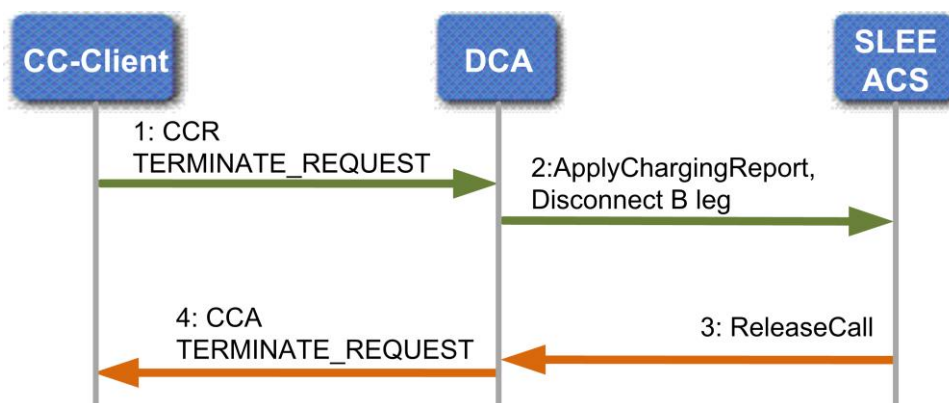 CC-Client
DCA
SLEE
ACS
1: CCR
TERMINATE_REQUEST
2:ApplyChargingReport,
Disconnect B leg
4: CCA
TERMINATE_REQUEST
3: ReleaseCall